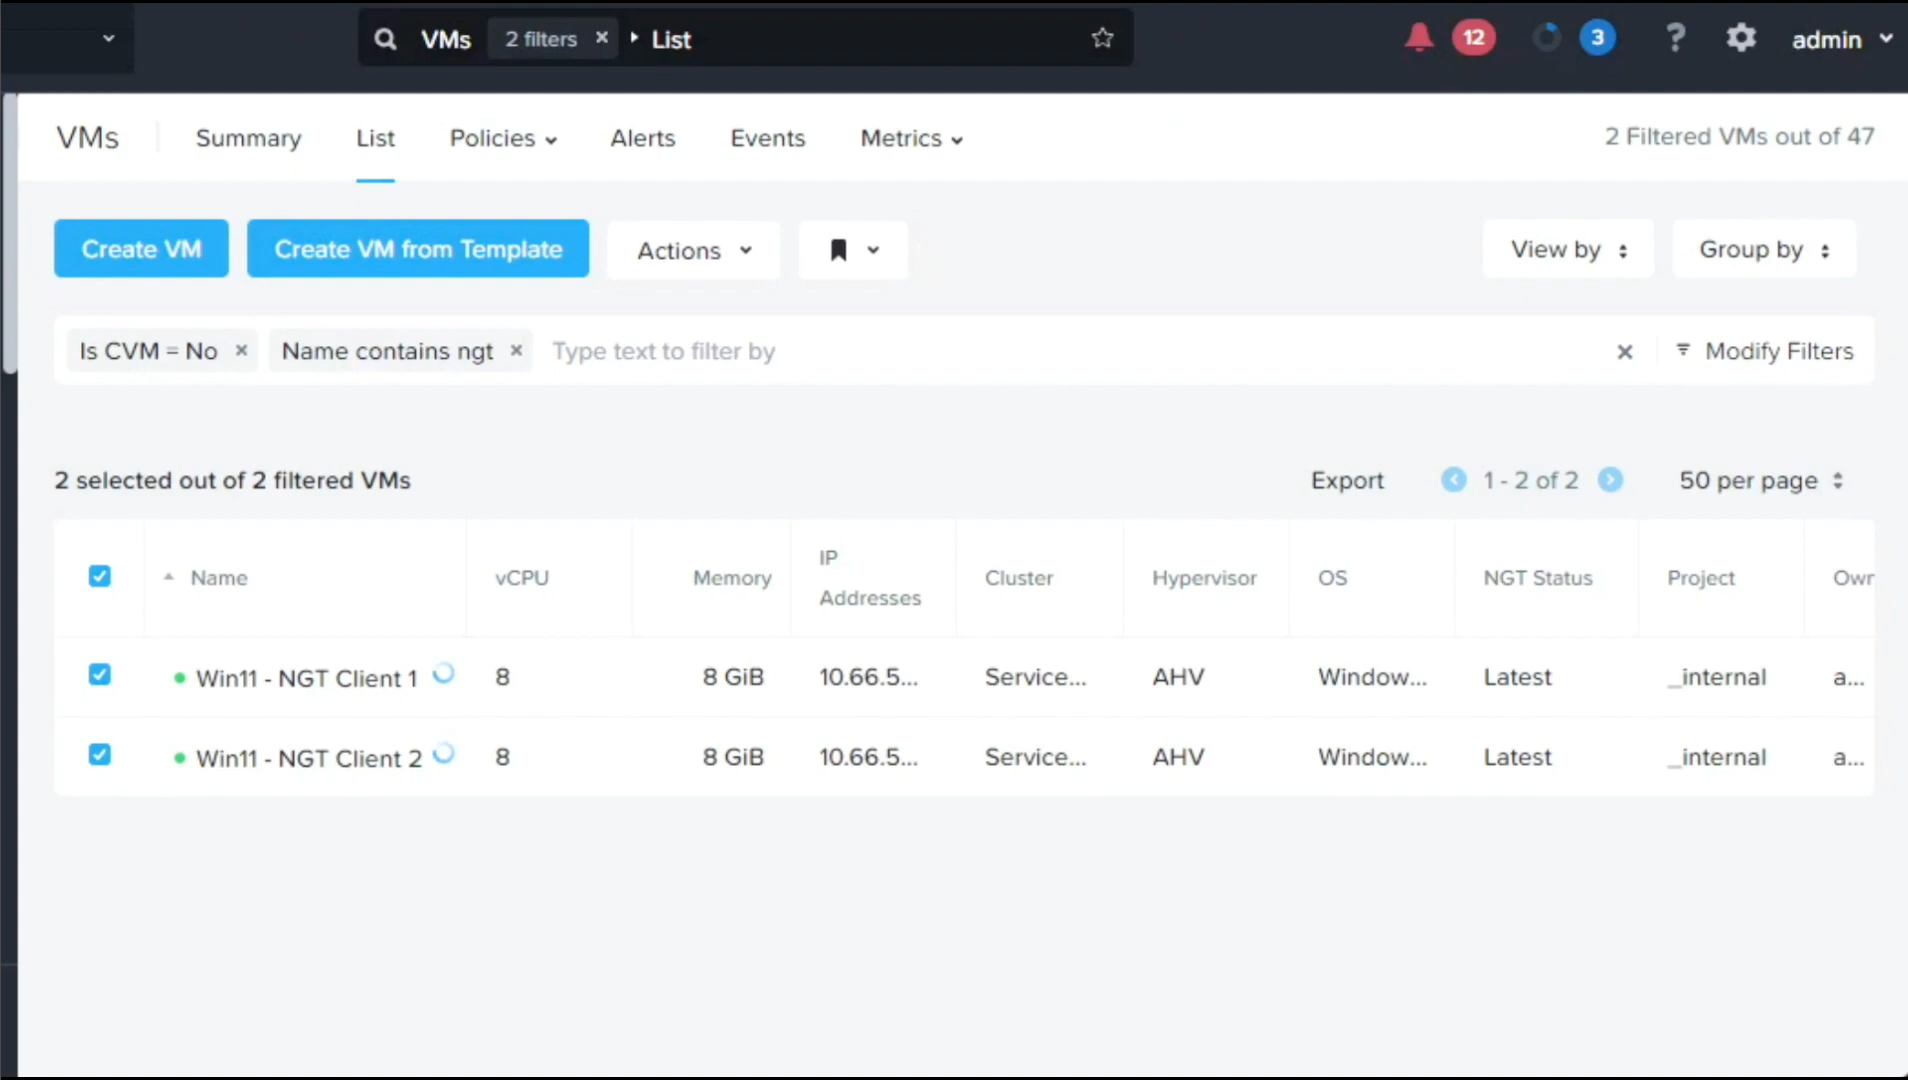 VMs 2 filters × List
12 3 ? admin
VMs Summary List Policies Alerts Events Metrics 2 Filtered VMs out of 47
Create VM Create VM from Template Actions View by Group by
Is CVM = No × Name contains ngt × Type text to filter by × Modify Filters
2 selected out of 2 filtered VMs Export 1 - 2 of 2 50 per page
Name vCPU Memory IP Addresses Cluster Hypervisor OS NGT Status Project Own
Win11 - NGT Client 1 8 8 GiB 10.66.5... Service... AHV Window... Latest _internal a...
Win11 - NGT Client 2 8 8 GiB 10.66.5... Service... AHV Window... Latest _internal a...